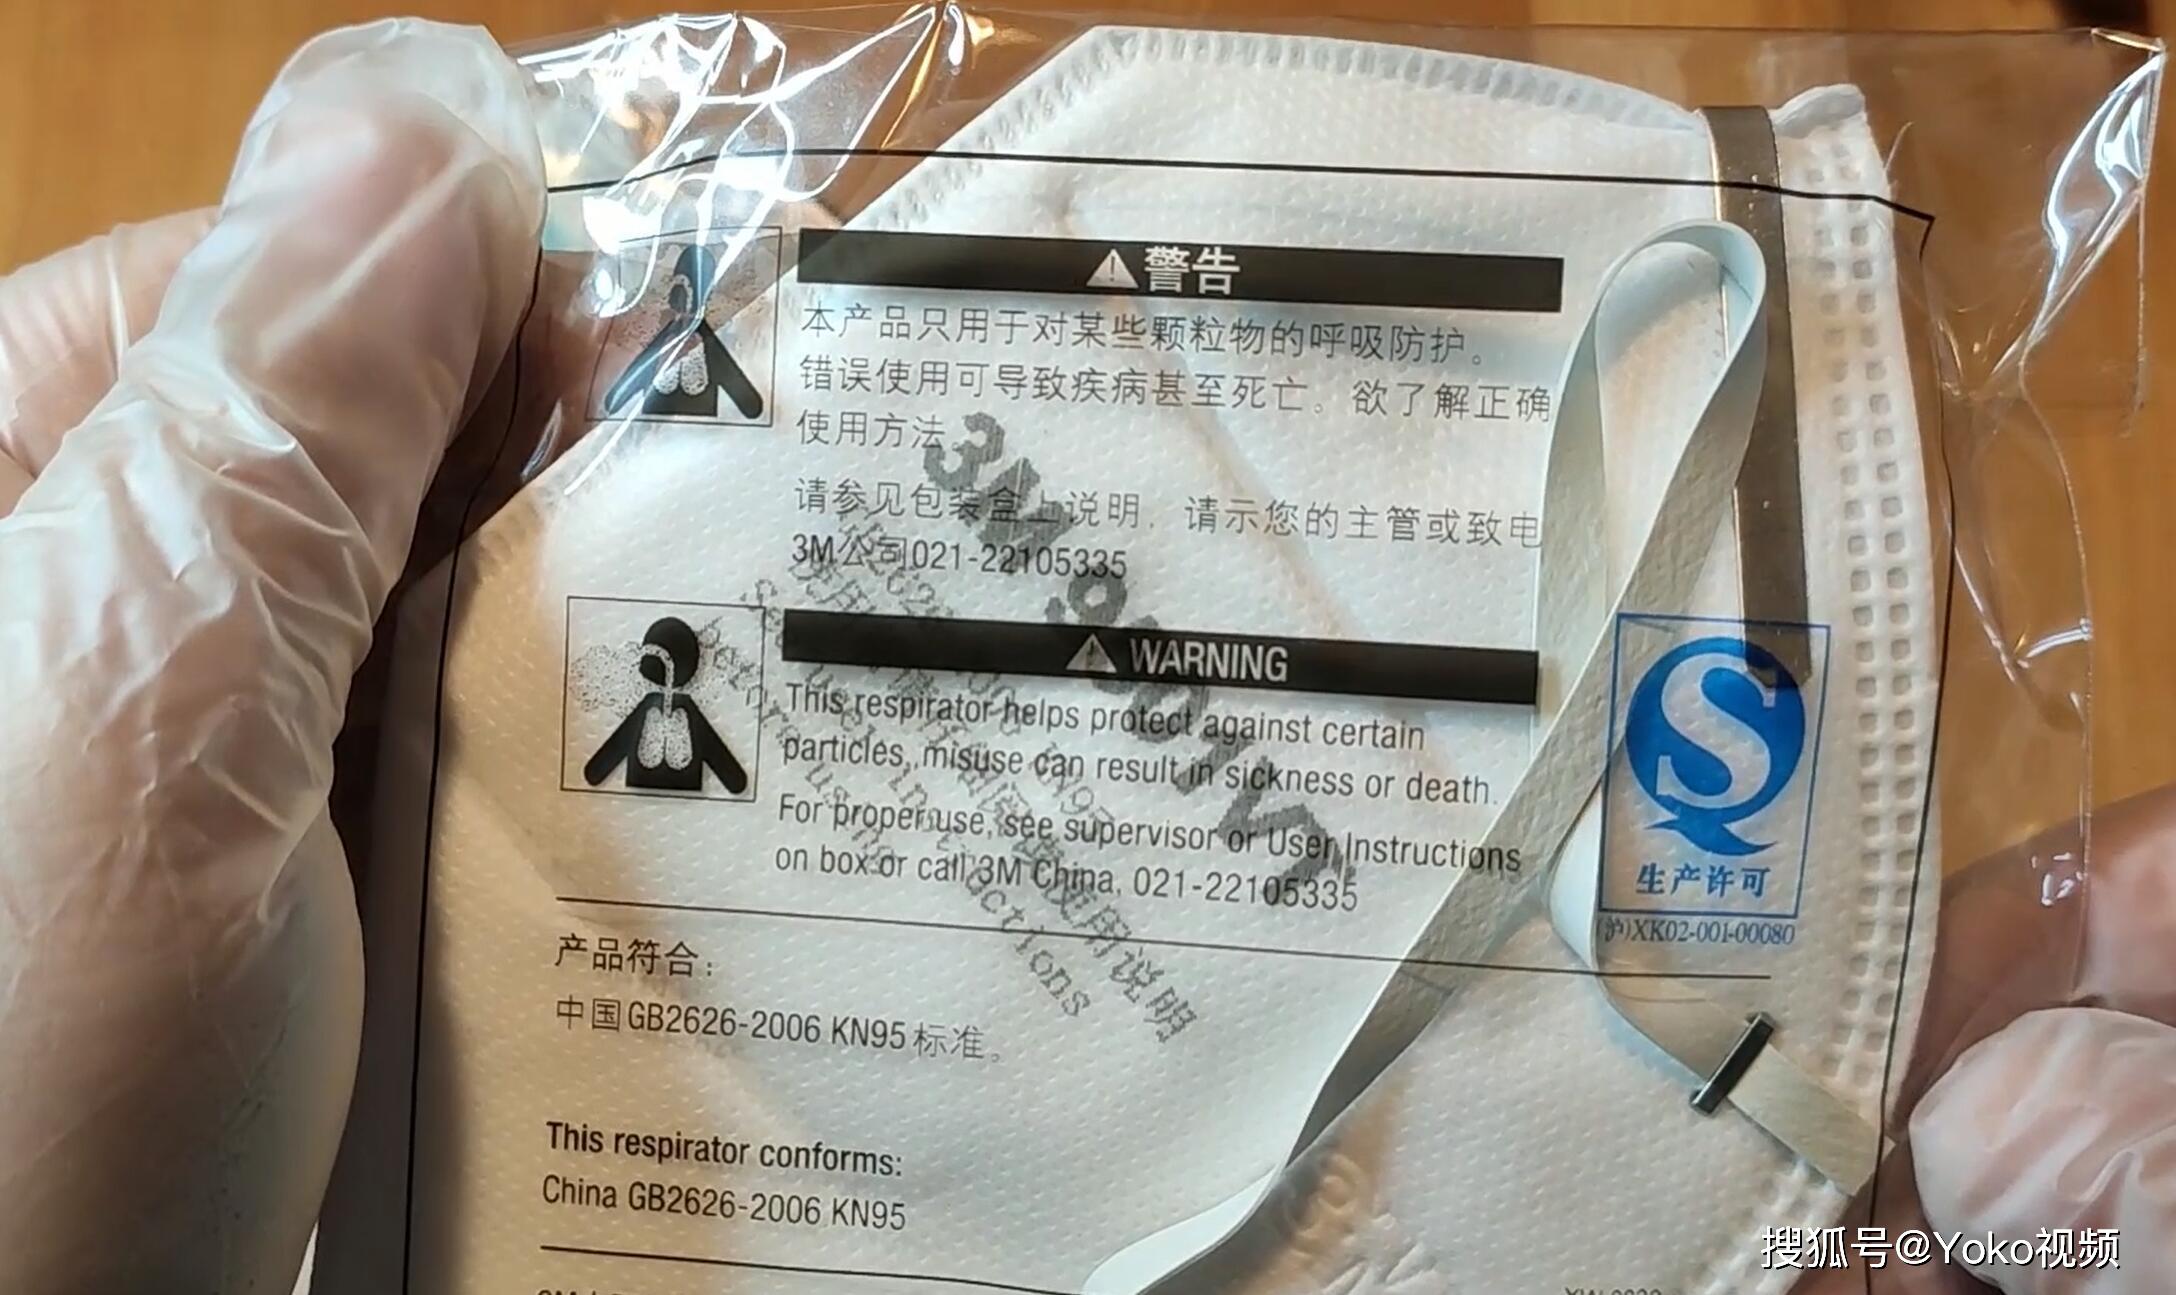 警告
本产品只用于对某些颗粒物的呼吸防护。
错误使用可导致疾病甚至死亡。欲了解正确
使用方法。
请参见包装盒上说明，请示您的主管或致电
3M公司021-22105335
WARNING
This respirator helps protect against certain
particles, misuse can result in sickness or death.
For proper use, see supervisor or User Instructions
on box or call 3M China, 021-22105335
生产许可
(沪)XK02-001-00080
产品符合：
中国GB2626-2006 KN95标准。
This respirator conforms:
China GB2626-2006 KN95
3M
使用说明
搜狐号@Yoko视频